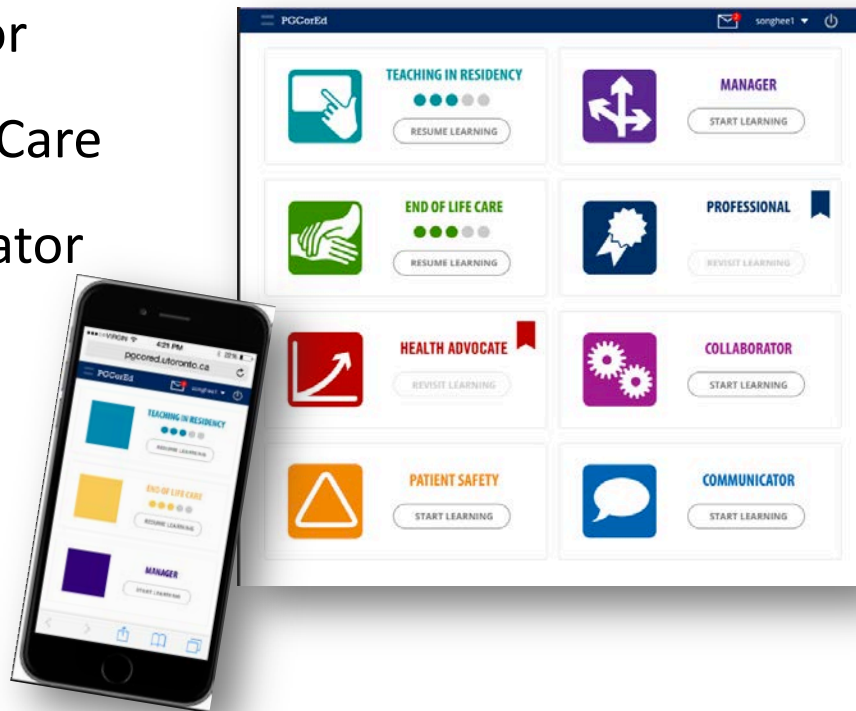 or
Care
ator
PGCorEd
songhee1
TEACHING IN RESIDENCY
RESUME LEARNING
MANAGER
START LEARNING
END OF LIFE CARE
RESUME LEARNING
PROFESSIONAL
REVISIT LEARNING
HEALTH ADVOCATE
REVISIT LEARNING
COLLABORATOR
START LEARNING
PATIENT SAFETY
START LEARNING
COMMUNICATOR
START LEARNING
VIRGIN 4:21 PM 22%
pgcored.utoronto.ca
PGCorEd songhee1
TEACHING IN RESIDENCY
RESUME LEARNING
END OF LIFE CARE
RESUME LEARNING
MANAGER
START LEARNING